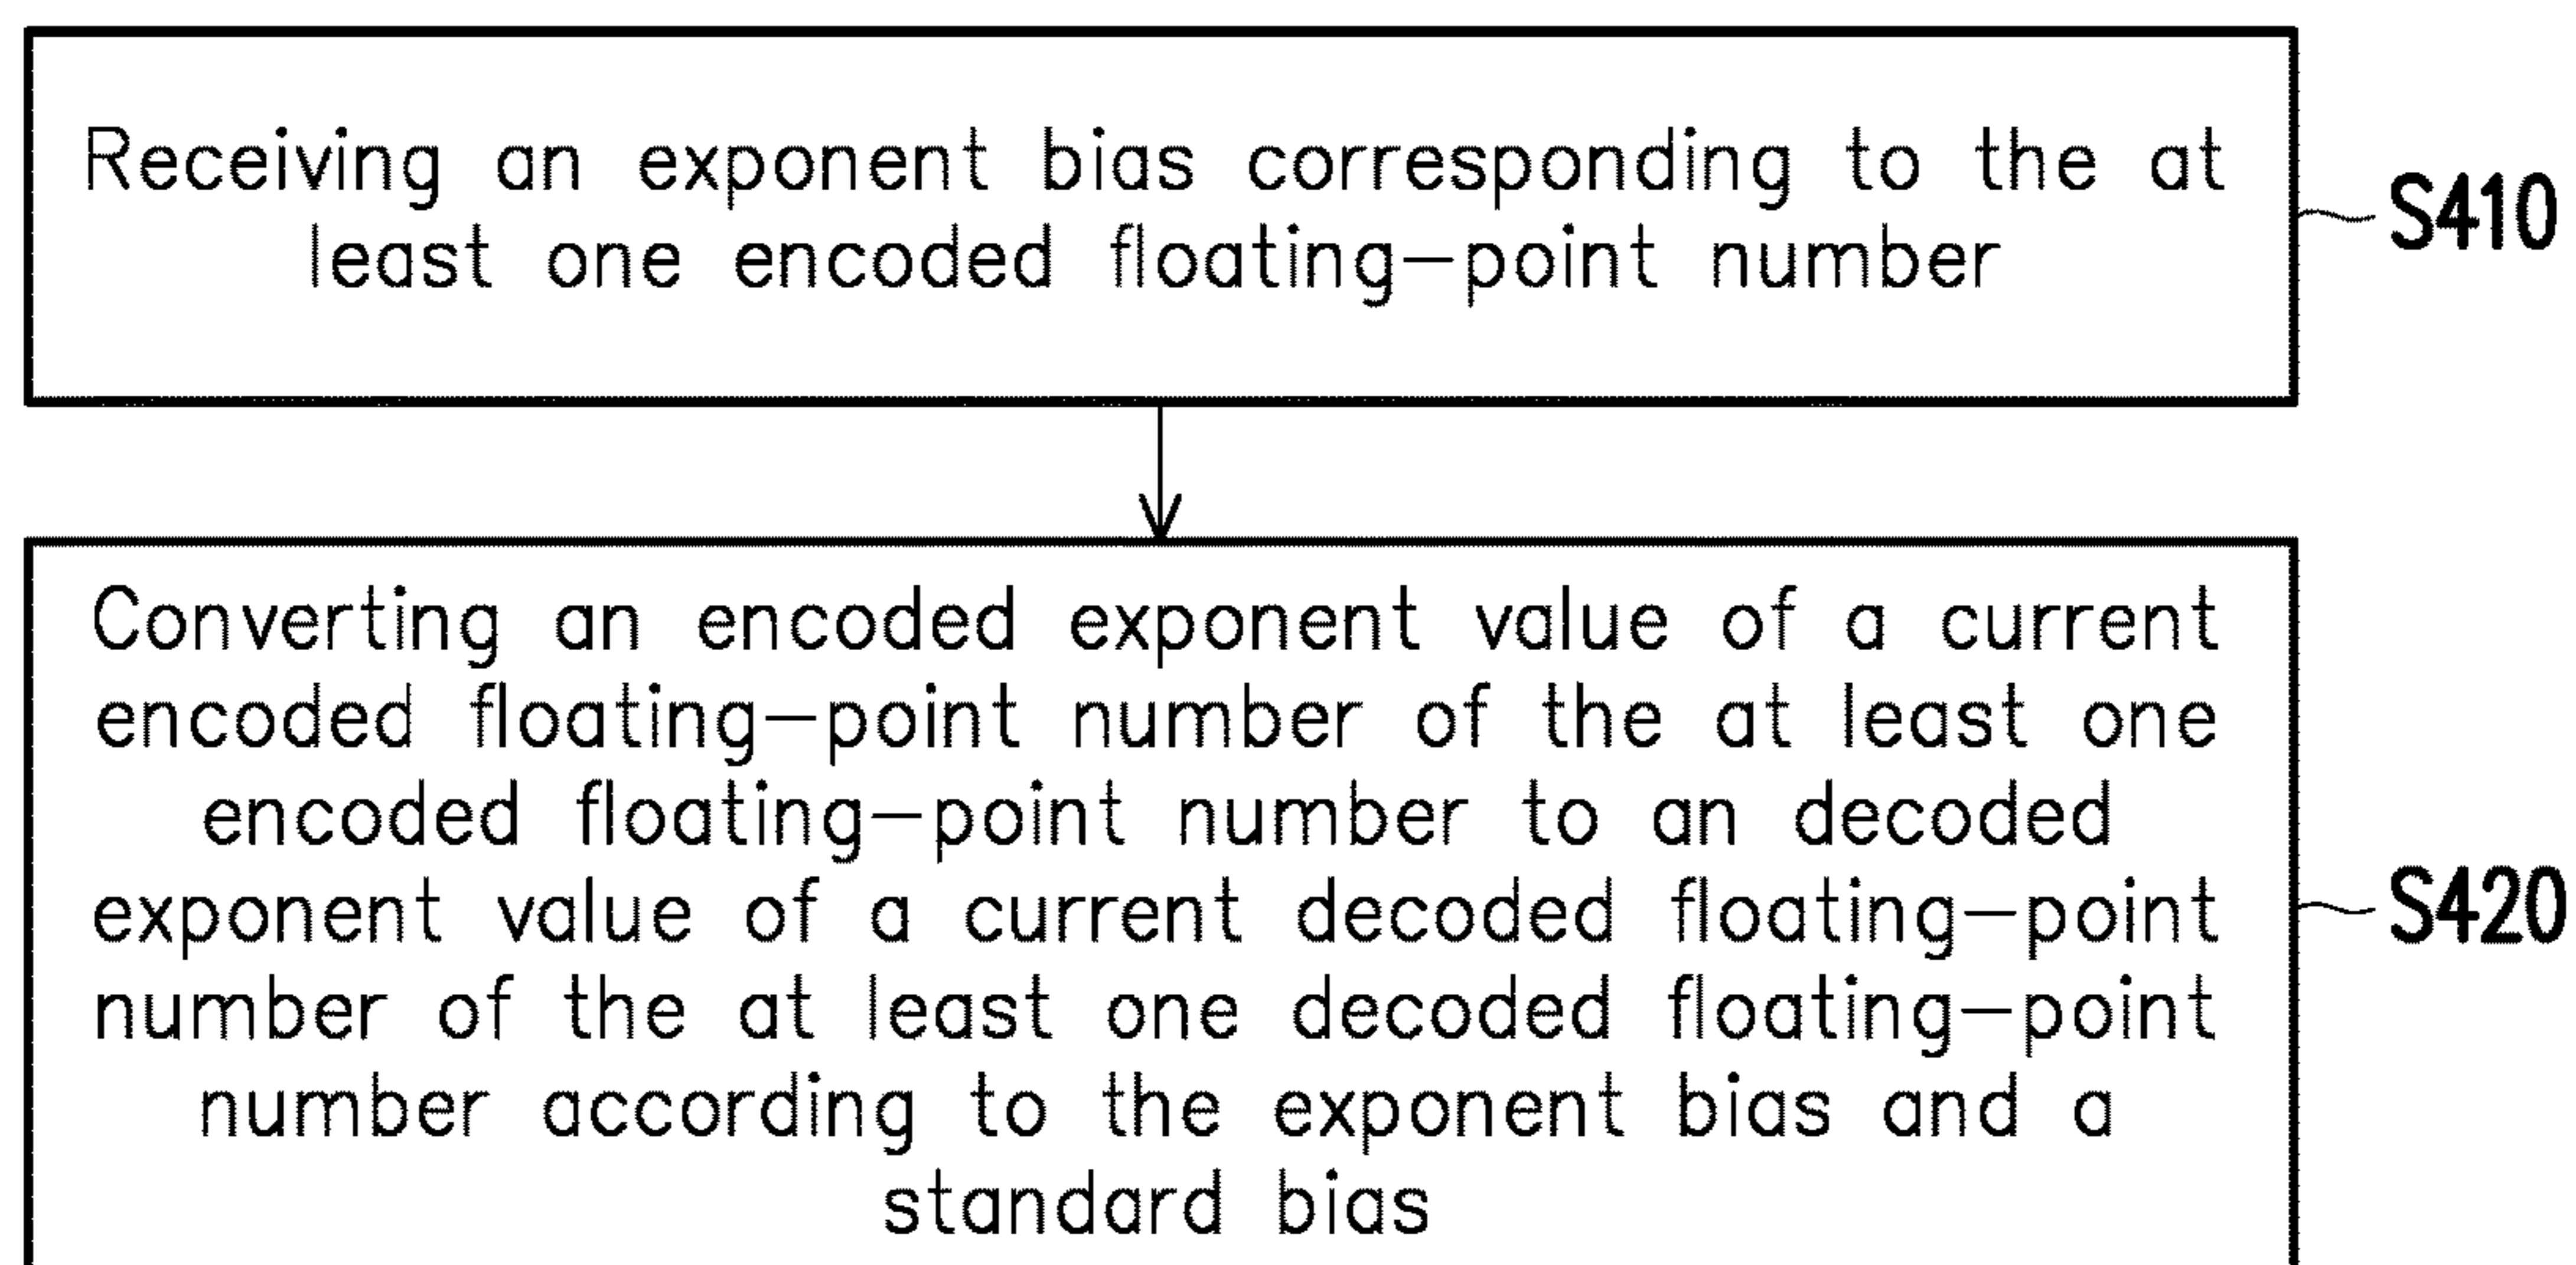 Receiving an exponent bias corresponding to the at
least one encoded floating-point number
S410
Converting an encoded exponent value of a current
encoded floating-point number of the at least one
encoded floating-point number to an decoded
exponent value of a current decoded floating-point
number of the at least one decoded floating-point
number according to the exponent bias and a
standard bias
S420